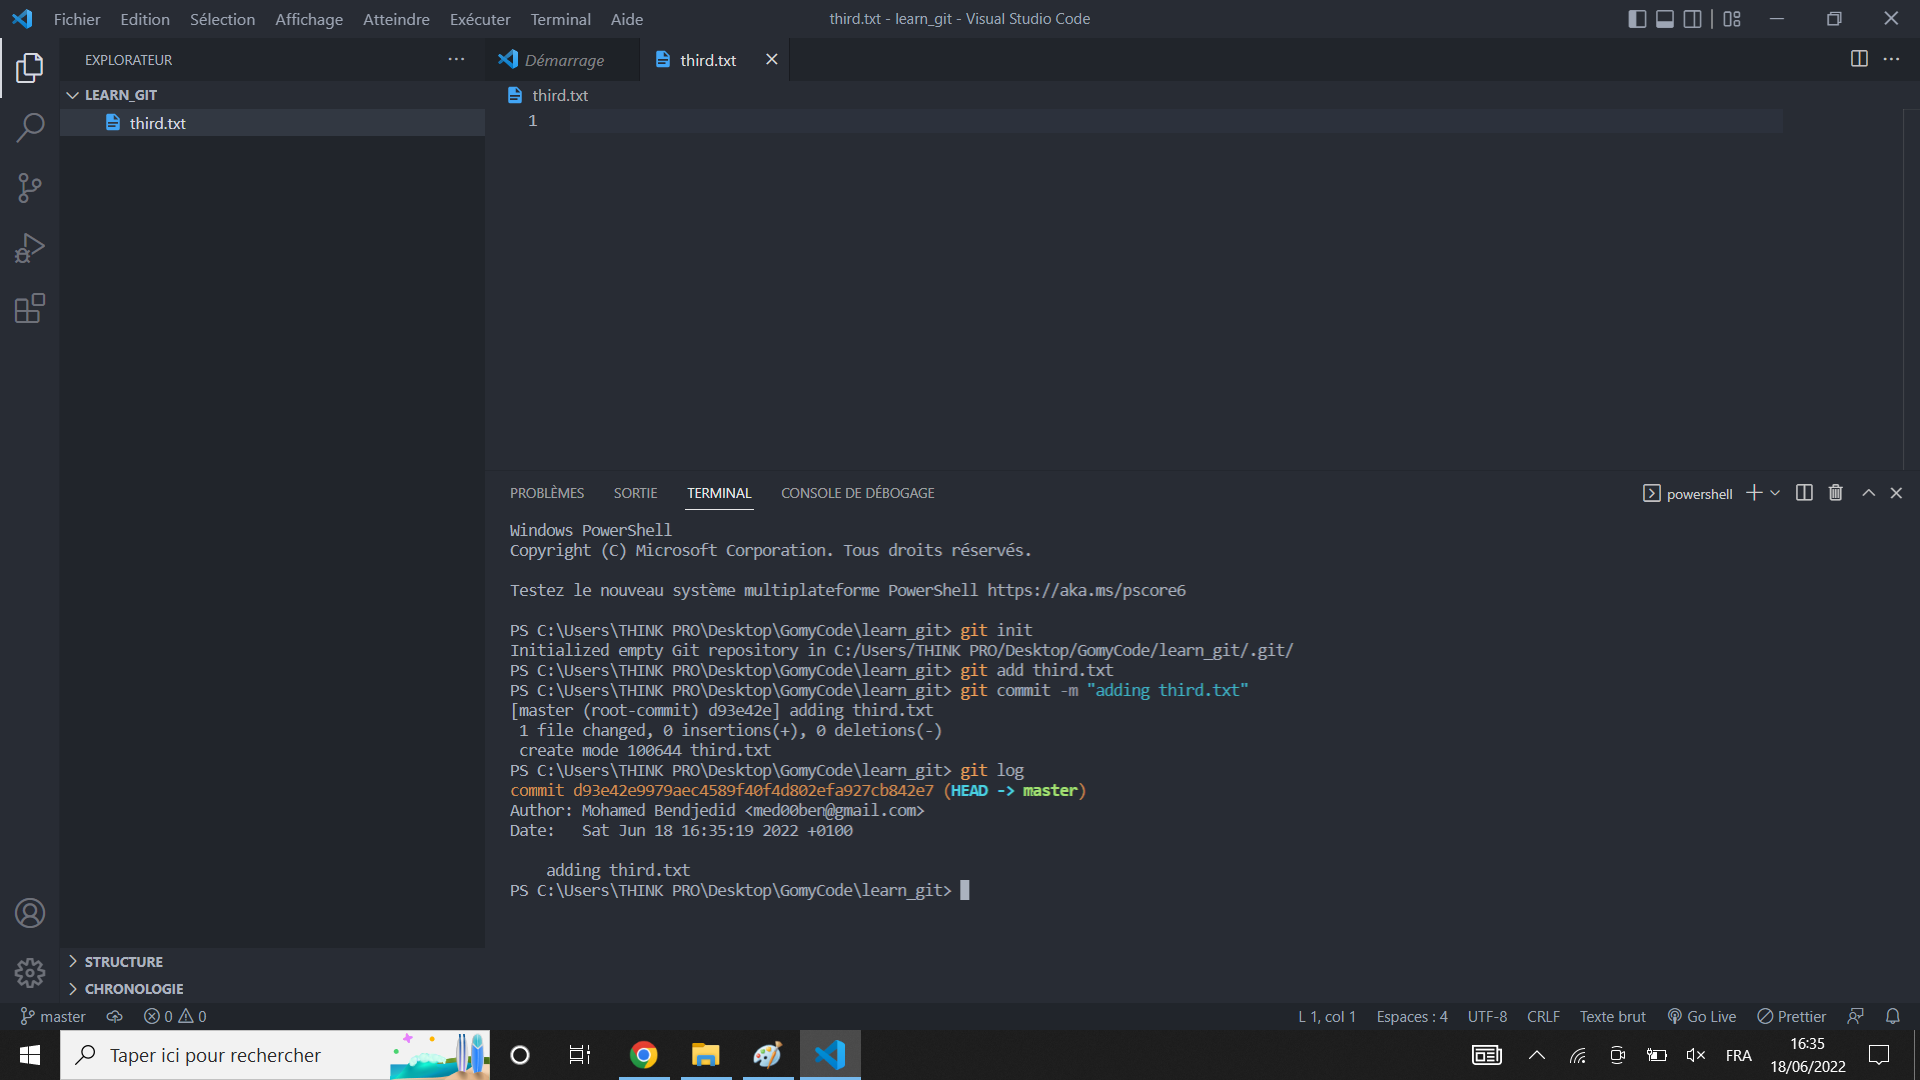 Fichier Edition Sélection Affichage Atteindre Exécuter Terminal Aide
third.txt - learn_git - Visual Studio Code
EXPLORATEUR
Démarrage
third.txt
LEARN_GIT
third.txt
third.txt
1
PROBLÈMES SORTIE TERMINAL CONSOLE DE DÉBOGAGE
powershell
Windows PowerShell
Copyright (C) Microsoft Corporation. Tous droits réservés.
Testez le nouveau système multiplateforme PowerShell https://aka.ms/pscore6
PS C:\Users\THINK PRO\Desktop\GomyCode\learn_git> git init
Initialized empty Git repository in C:/Users/THINK PRO/Desktop/GomyCode/learn_git/.git/
PS C:\Users\THINK PRO\Desktop\GomyCode\learn_git> git add third.txt
PS C:\Users\THINK PRO\Desktop\GomyCode\learn_git> git commit -m "adding third.txt"
[master (root-commit) d93e42e] adding third.txt
1 file changed, 0 insertions(+), 0 deletions(-)
create mode 100644 third.txt
PS C:\Users\THINK PRO\Desktop\GomyCode\learn_git> git log
commit d93e42e9979aec4589f40f4d802efa927cb842e7 (HEAD -> master)
Author: Mohamed Bendjedid <med00ben@gmail.com>
Date:   Sat Jun 18 16:35:19 2022 +0100
adding third.txt
PS C:\Users\THINK PRO\Desktop\GomyCode\learn_git>
STRUCTURE
CHRONOLOGIE
master 0 0
L 1, col 1 Espaces : 4 UTF-8 CRLF Texte brut Go Live Prettier
Taper ici pour rechercher
FRA
16:35
18/06/2022